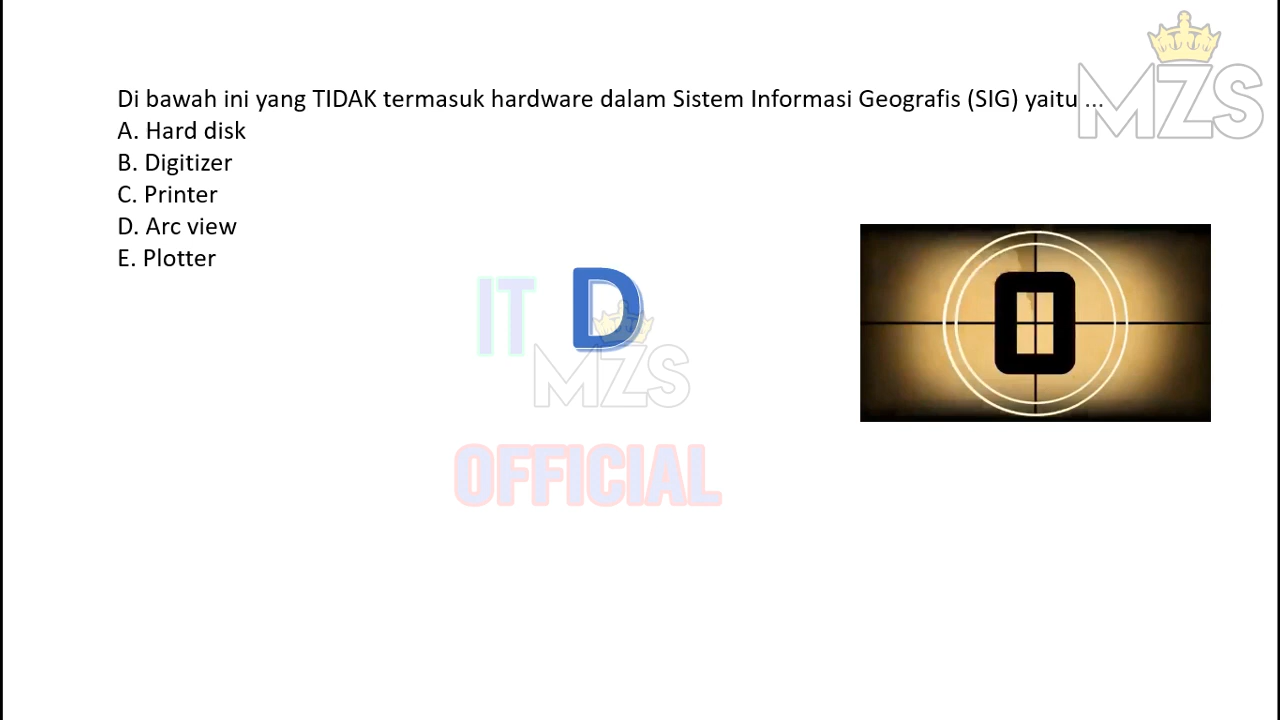 MZS
Di bawah ini yang TIDAK termasuk hardware dalam Sistem Informasi Geografis (SIG) yaitu ...
A. Hard disk
B. Digitizer
C. Printer
D. Arc view
E. Plotter
IT D
MZS
OFFICIAL
0